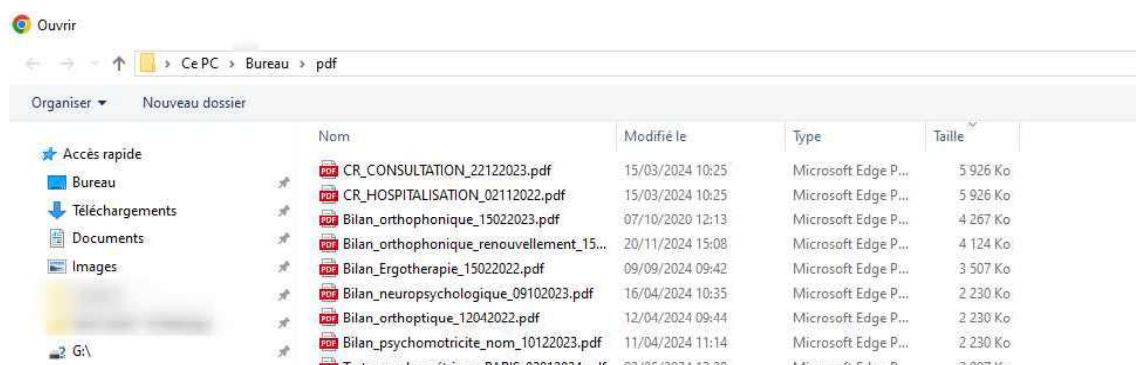 Ouvrir
Ce PC > Bureau > pdf
Organiser Nouveau dossier
Nom Modifié le Type Taille
Accès rapide
Bureau
Téléchargements
Documents
Images
G:\
CR_CONSULTATION_22122023.pdf 15/03/2024 10:25 Microsoft Edge P... 5 926 Ko
CR_HOSPITALISATION_02112022.pdf 15/03/2024 10:25 Microsoft Edge P... 5 926 Ko
Bilan_orthophonique_15022023.pdf 07/10/2020 12:13 Microsoft Edge P... 4 267 Ko
Bilan_orthophonique_renouvellement_15... 20/11/2024 15:08 Microsoft Edge P... 4 124 Ko
Bilan_Ergotherapie_15022022.pdf 09/09/2024 09:42 Microsoft Edge P... 3 507 Ko
Bilan_neuropsychologique_09102023.pdf 16/04/2024 10:35 Microsoft Edge P... 2 230 Ko
Bilan_orthoptique_12042022.pdf 12/04/2024 09:44 Microsoft Edge P... 2 230 Ko
Bilan_psychomotricite_nom_10122023.pdf 11/04/2024 11:14 Microsoft Edge P... 2 230 Ko